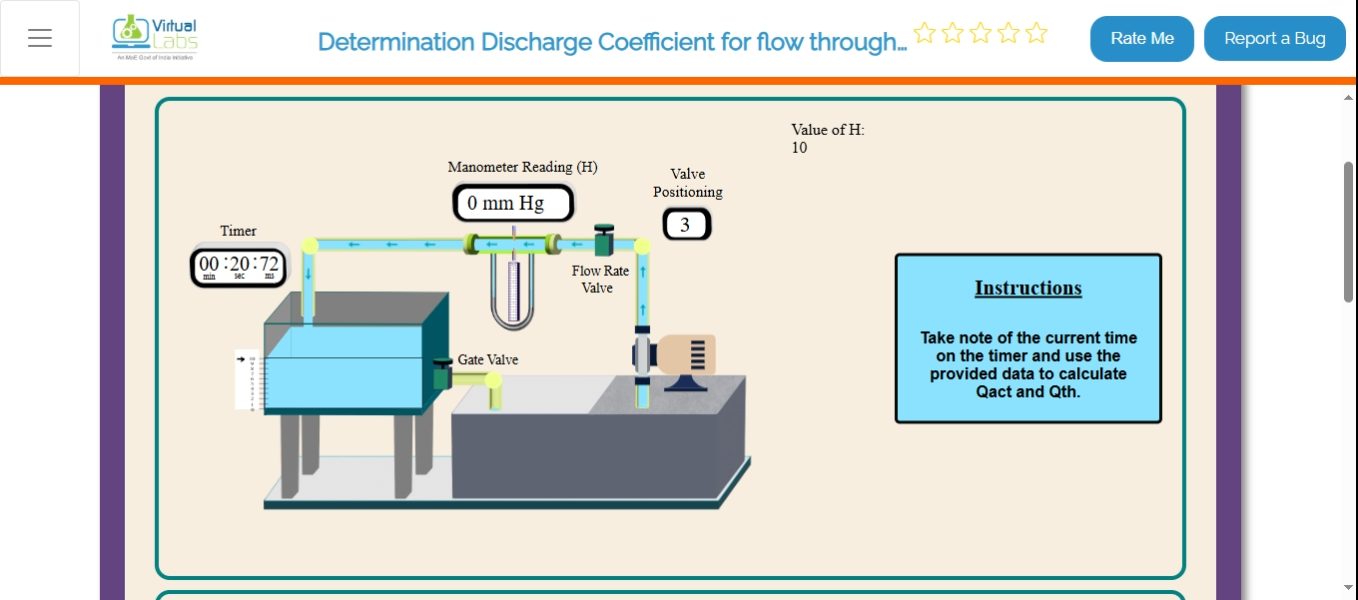 Virtual
Labs
An MoE Govt of India Initiative
Determination Discharge Coefficient for flow through...
Rate Me
Report a Bug
Value of H:
10
Manometer Reading (H)
0 mm Hg
Valve
Positioning
3
Timer
00 : 20 : 72
min sec ms
Flow Rate
Valve
Gate Valve
Instructions
Take note of the current time
on the timer and use the
provided data to calculate
Qact and Qth.